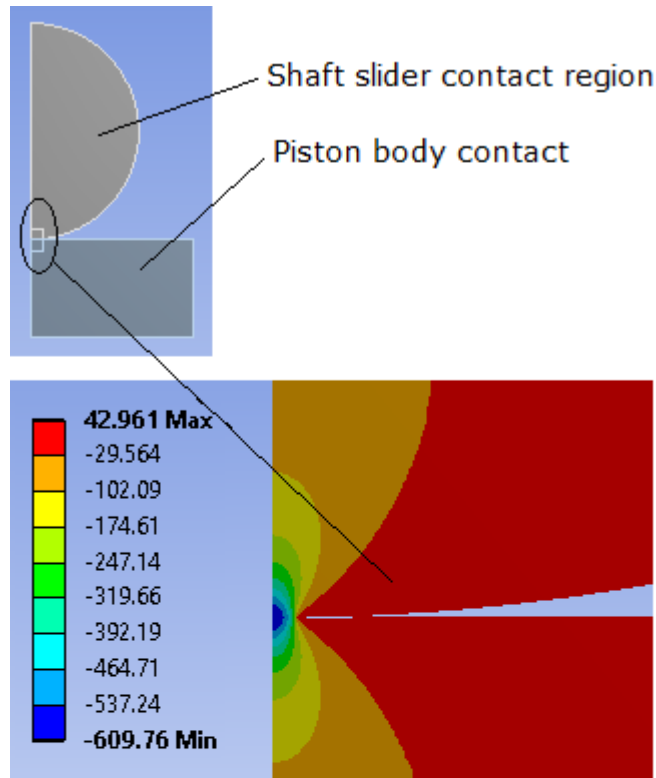 Shaft slider contact region
Piston body contact
42.961 Max
-29.564
-102.09
-174.61
-247.14
-319.66
-392.19
-464.71
-537.24
-609.76 Min